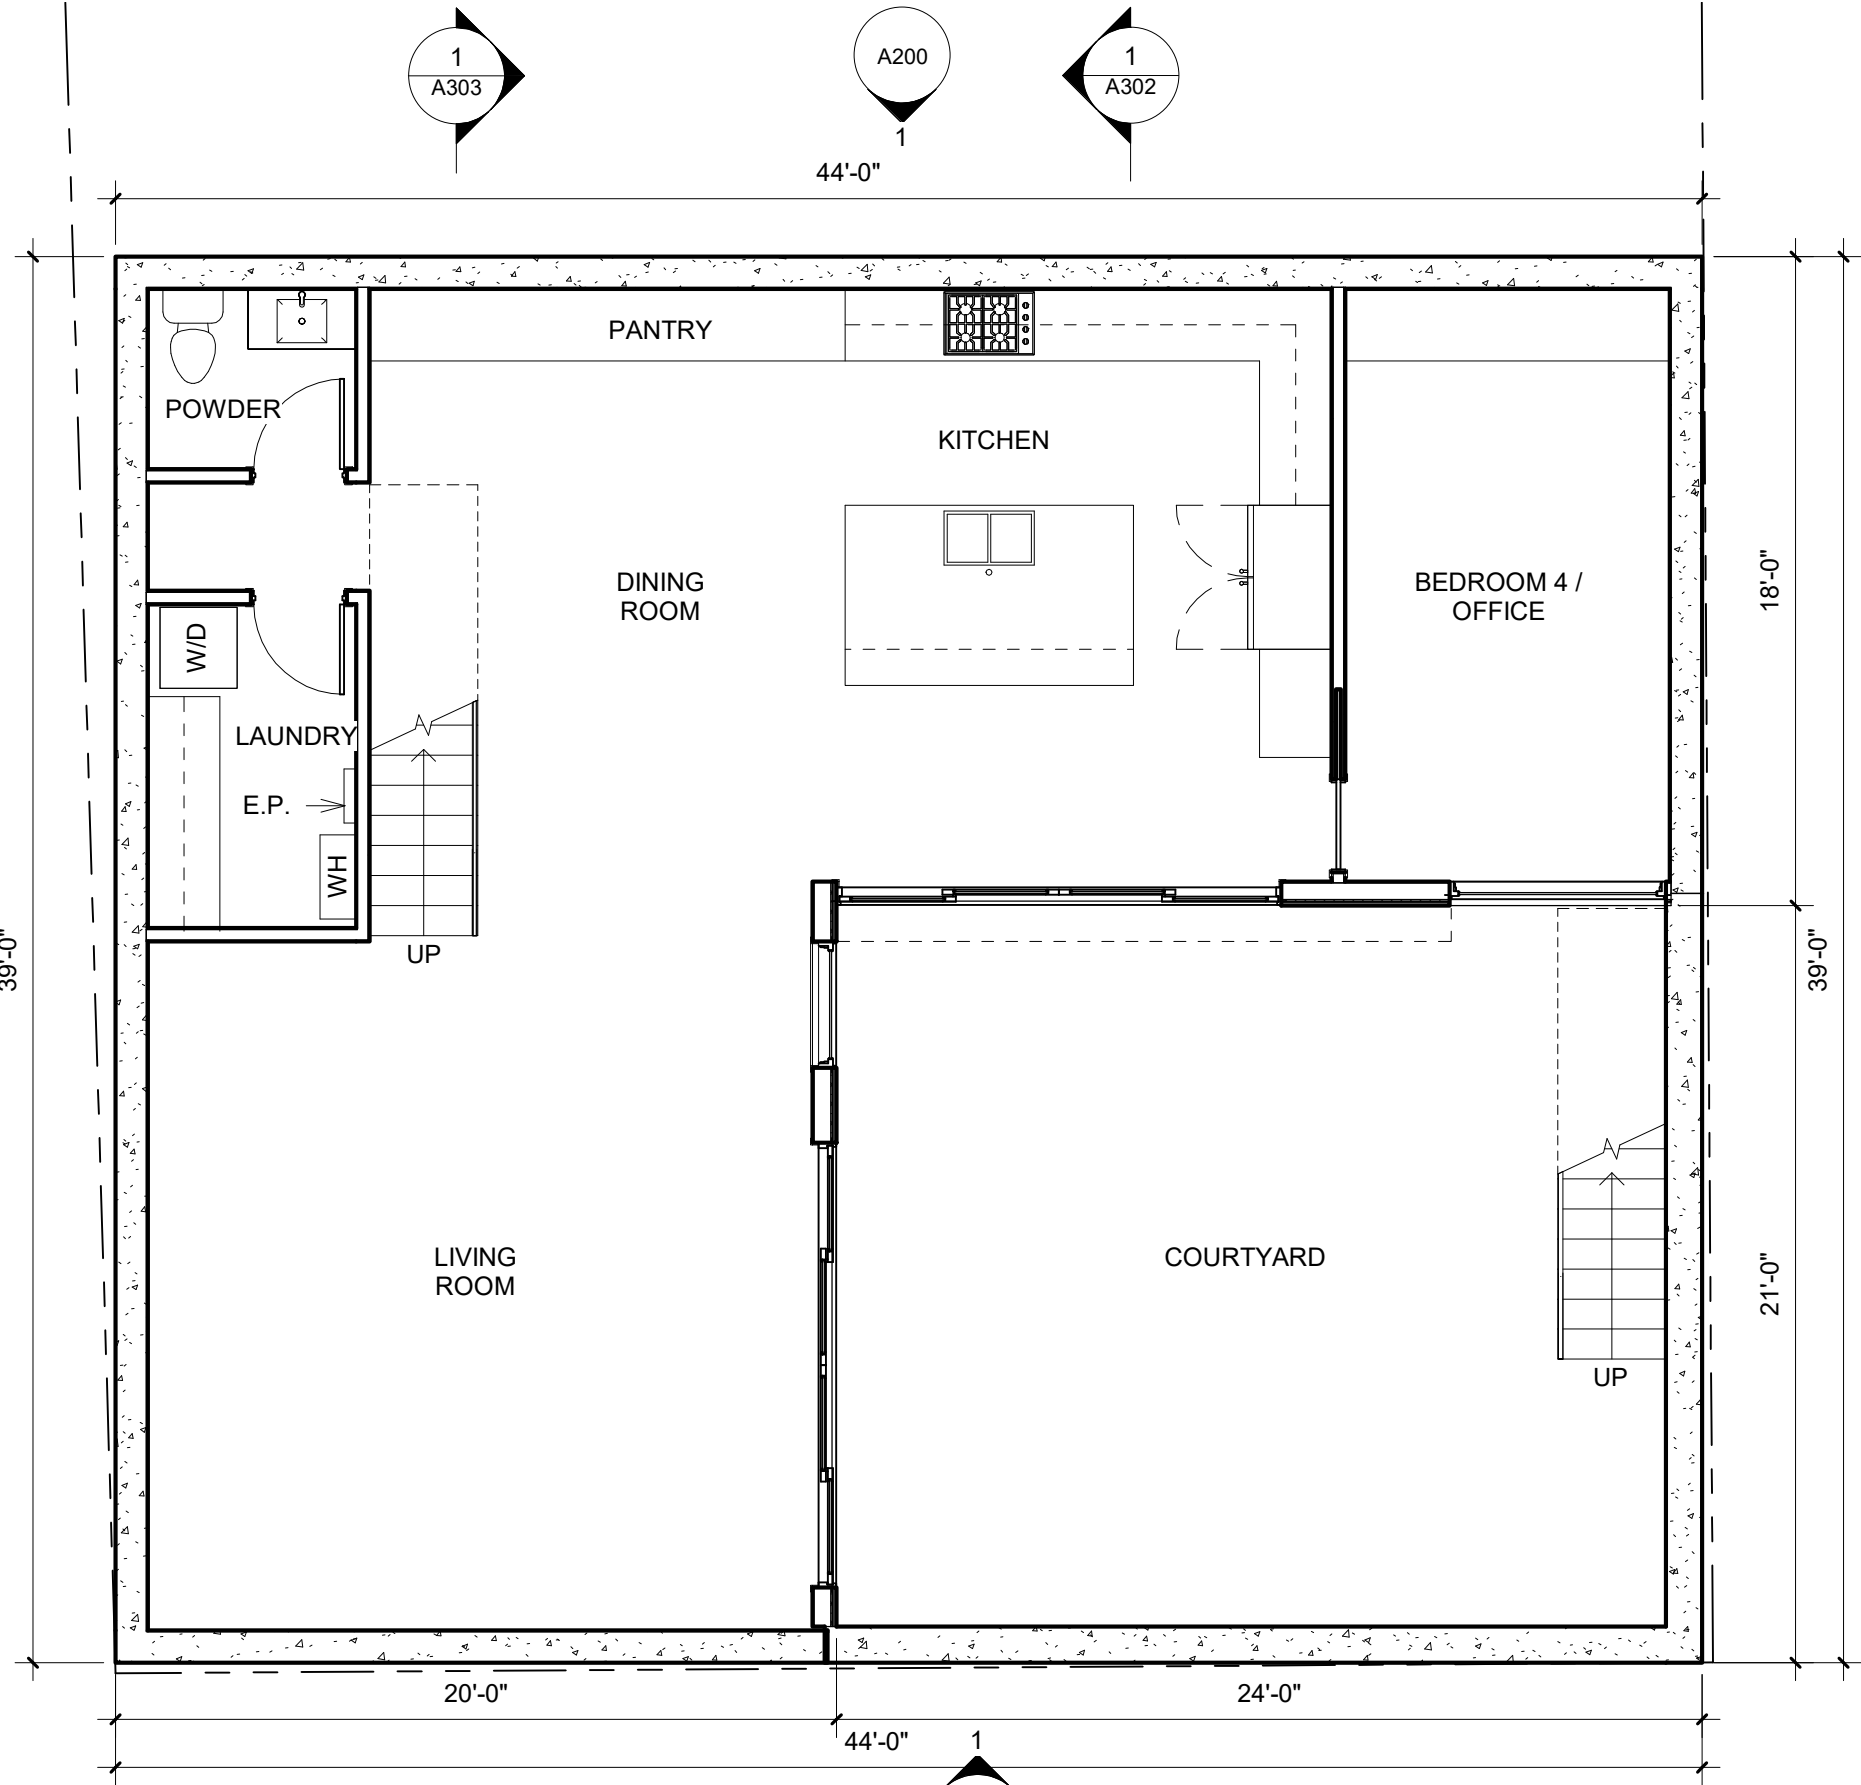 1
A303
A200
1
1
A302
44'-0"
PANTRY
POWDER
KITCHEN
DINING
ROOM
BEDROOM 4 /
OFFICE
18'-0"
W/D
LAUNDRY
E.P.
WH
UP
39'-0"
39'-0"
LIVING
ROOM
COURTYARD
21'-0"
UP
20'-0"
24'-0"
44'-0"
1